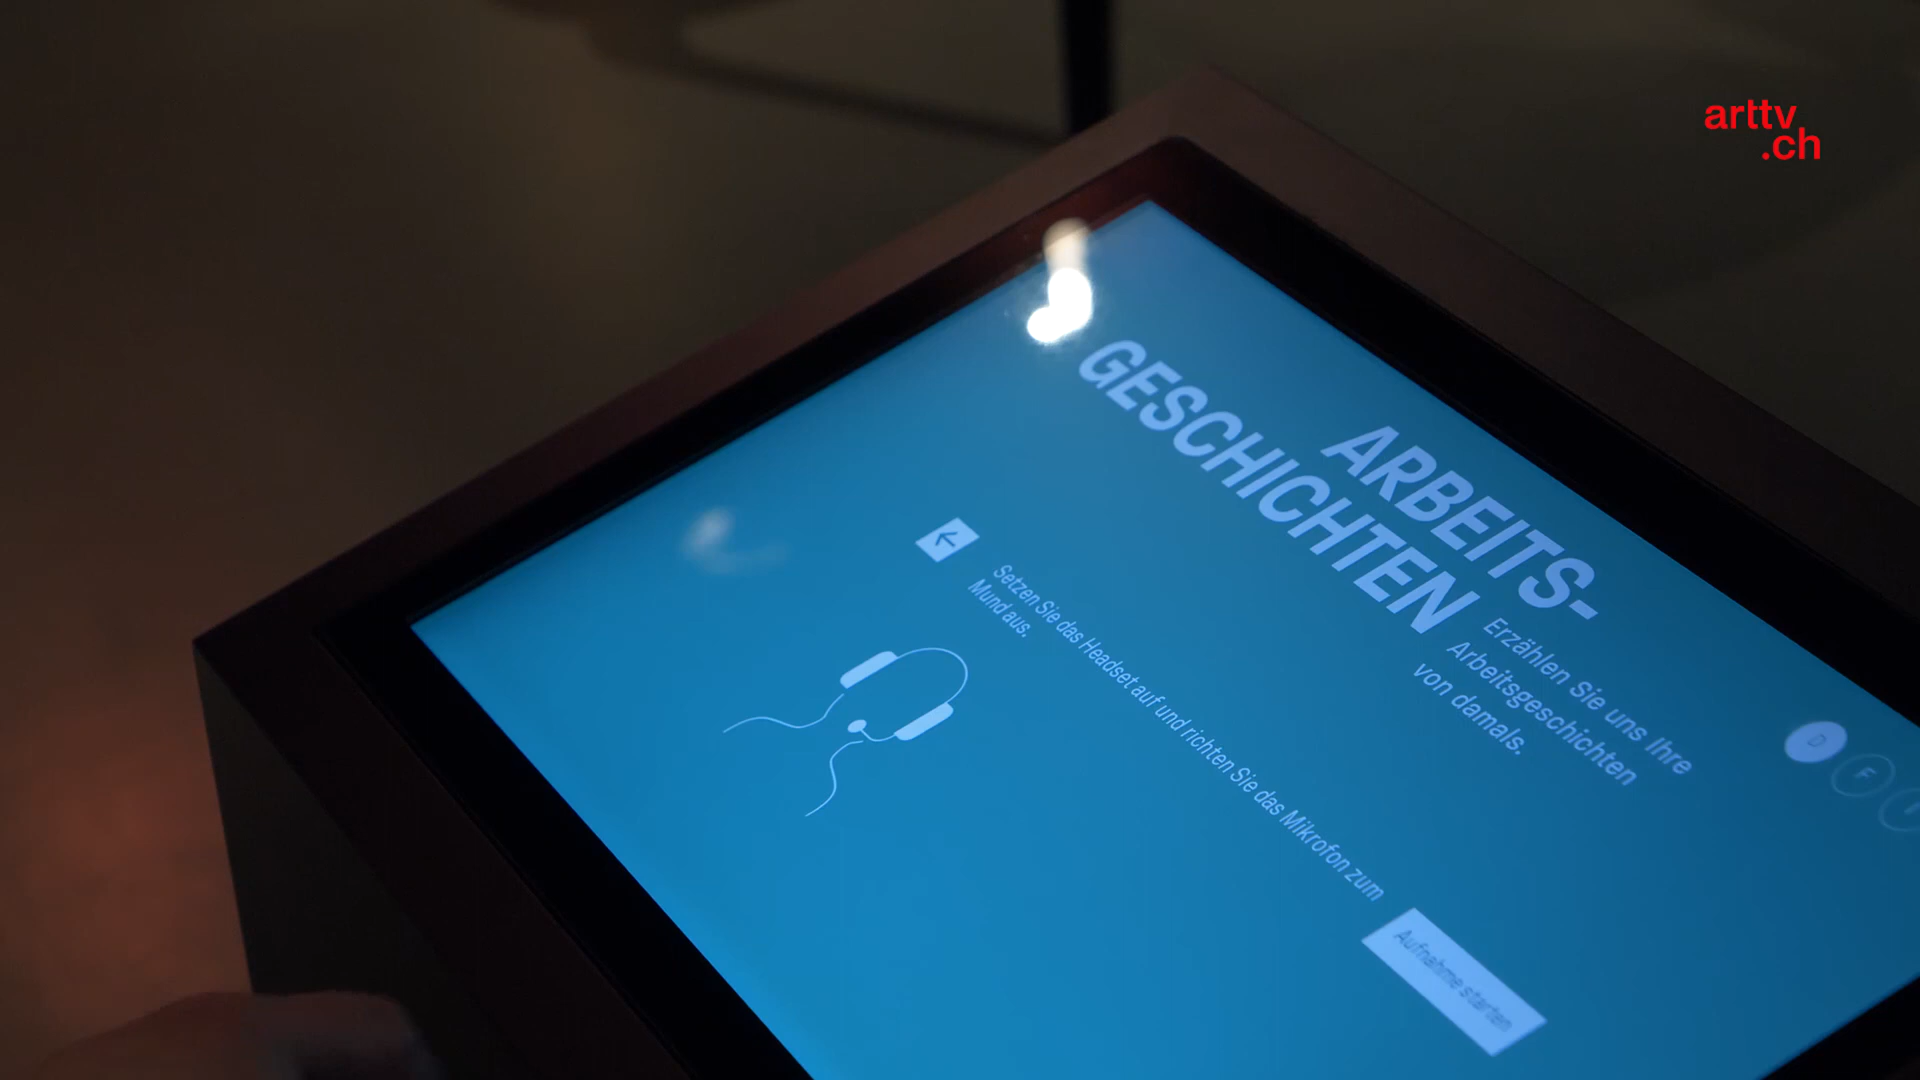 arttv
.ch
ARBEITS-
GESCHICHTEN
Erzählen Sie uns Ihre
Arbeitsgeschichten
von damals.
D
F
Setzen Sie das Headset auf und richten Sie das Mikrofon zum
Mund aus.
Aufnahme starten